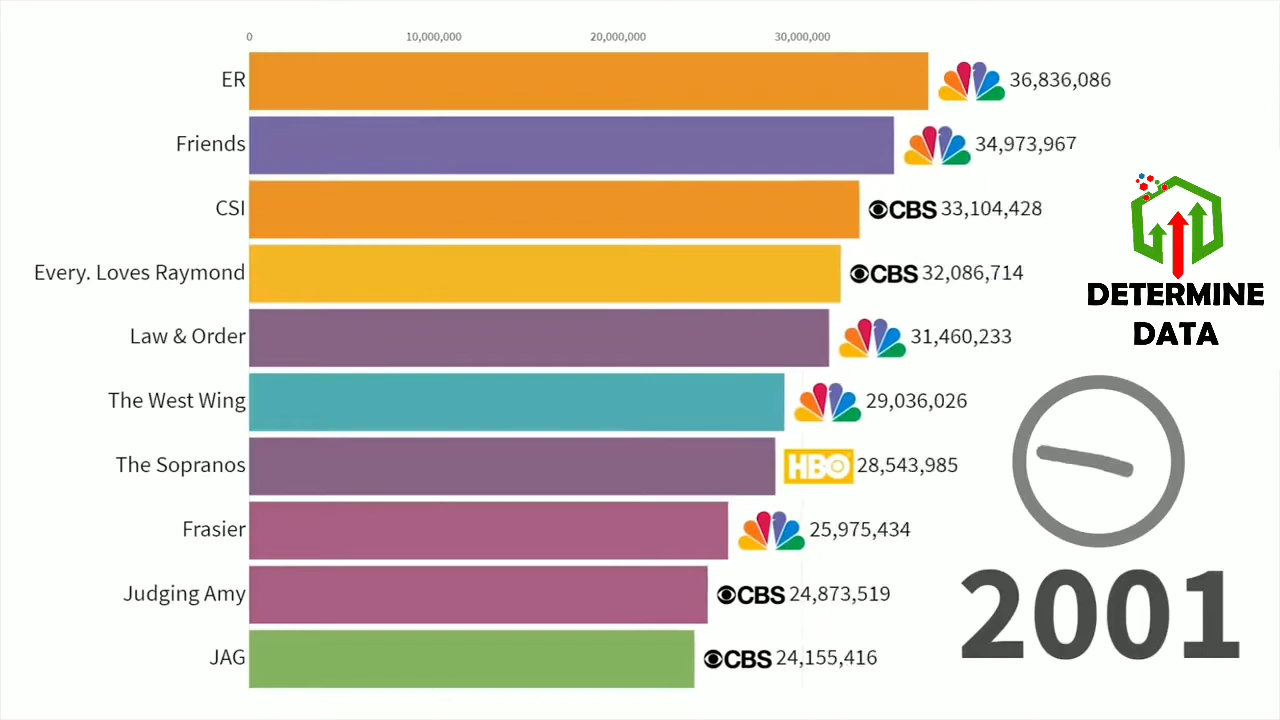 0 10,000,000 20,000,000 30,000,000
ER 36,836,086
Friends 34,973,967
CSI CBS 33,104,428
Every. Loves Raymond CBS 32,086,714
Law & Order 31,460,233
The West Wing 29,036,026
The Sopranos HBO 28,543,985
Frasier 25,975,434
Judging Amy CBS 24,873,519
JAG CBS 24,155,416
DETERMINE
DATA
2001